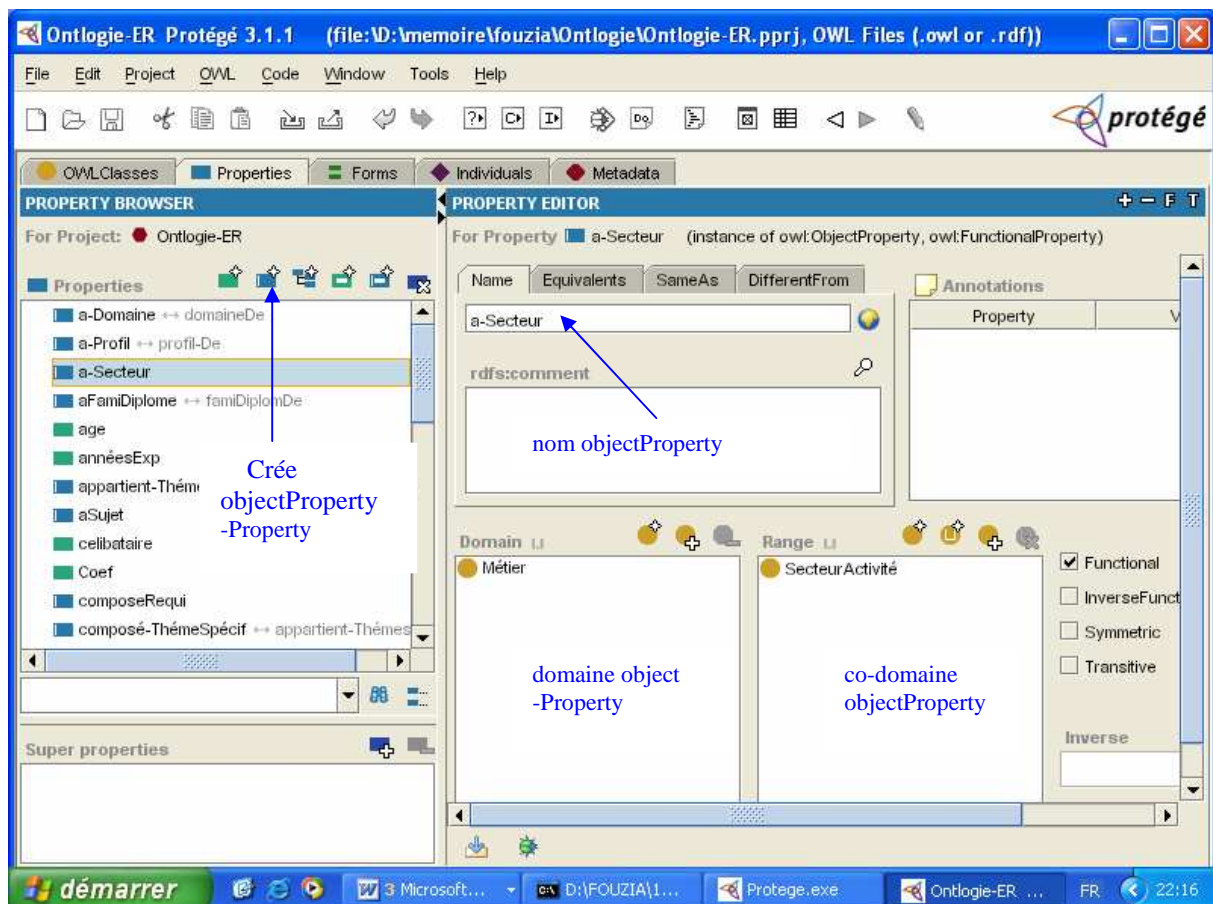 Ontlogie-ER Protégé 3.1.1 (file:\D:\memoire\fouzia\Ontlogie\Ontlogie-ER.pprj, OWL Files (.owl or .rdf))
File Edit Project OWL Code Window Tools Help
protégé
OWLClasses Properties Forms Individuals Metadata
PROPERTY BROWSER
For Project: Ontlogie-ER
Properties
a-Domaine ↔ domaineDe
a-Profil ↔ profil-De
a-Secteur
aFamiDiplome ↔ famiDiplomDe
age
annéesExp
appartient-Thém
aSujet
celibataire
Coef
composeRequi
composé-ThémeSpécif ↔ appartient-Thémes
Crée
objectProperty
-Property
Super properties
PROPERTY EDITOR
F T
For Property a-Secteur (instance of owl:ObjectProperty, owl:FunctionalProperty)
Name Equivalents SameAs DifferentFrom
a-Secteur
rdfs:comment
nom objectProperty
Annotations
Property V
Domain
Métier
domaine object
-Property
Range
SecteurActivité
co-domaine
objectProperty
Functional
InverseFunct
Symmetric
Transitive
Inverse
démarrer 3 Microsoft... D:\FOUZIA\1... Protege.exe Ontlogie-ER ... FR 22:16